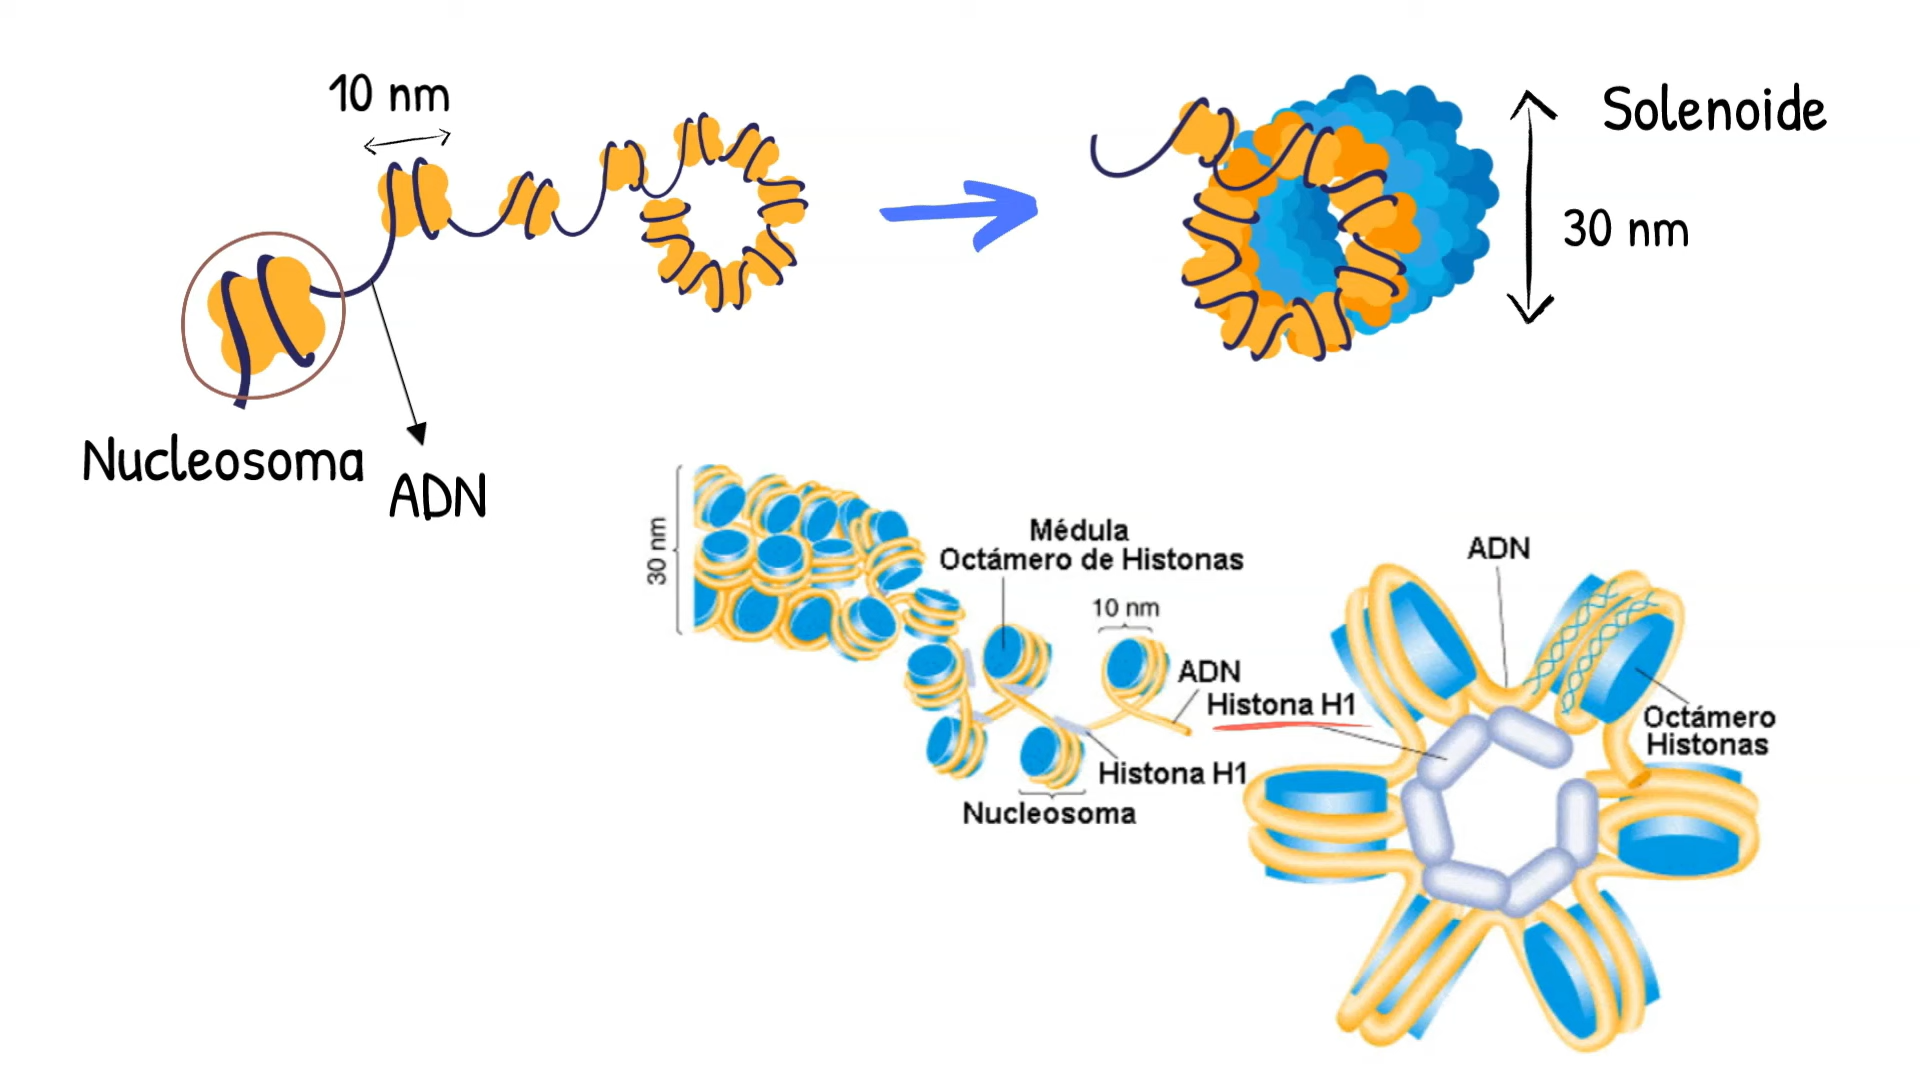 10 nm
Solenoide
30 nm
Nucleosoma
ADN
30 nm
Médula
Octámero de Histonas
10 nm
ADN
Histona H1
Histona H1
Nucleosoma
ADN
Octámero
Histonas